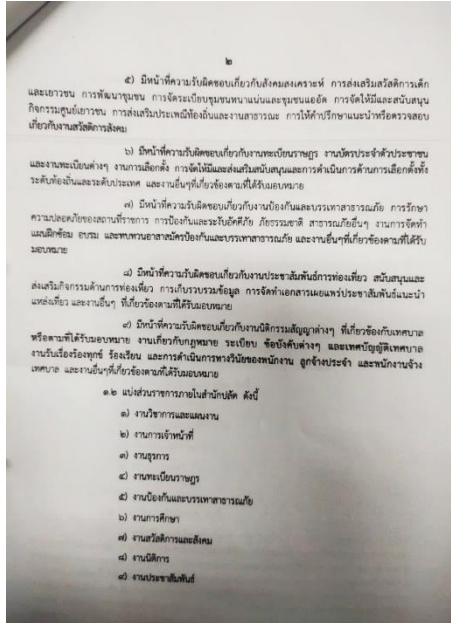 ๒
๕) มีหน้าที่ความรับผิดชอบเกี่ยวกับสังคมสงเคราะห์ การส่งเสริมสวัสดิการเด็ก
และเยาวชน การพัฒนาชุมชน การจัดระเบียบชุมชนหนาแน่นและชุมชนแออัด การจัดให้มีและสนับสนุน
กิจกรรมศูนย์เยาวชน การส่งเสริมประเพณีท้องถิ่นและงานสาธารณะ การให้คำปรึกษาแนะนำหรือตรวจสอบ
เกี่ยวกับงานสวัสดิการสังคม
๖) มีหน้าที่ความรับผิดชอบเกี่ยวกับงานทะเบียนราษฎร งานบัตรประจำตัวประชาชน
และงานทะเบียนต่างๆ งานการเลือกตั้ง การจัดให้มีและส่งเสริมสนับสนุนและการดำเนินการด้านการเลือกตั้งทั้ง
ระดับท้องถิ่นและระดับประเทศ และงานอื่นๆที่เกี่ยวข้องตามที่ได้รับมอบหมาย
๗) มีหน้าที่ความรับผิดชอบเกี่ยวกับงานป้องกันและบรรเทาสาธารณภัย การรักษา
ความปลอดภัยของสถานที่ราชการ การป้องกันและระงับอัคคีภัย ภัยธรรมชาติ สาธารณภัยอื่นๆ งานการจัดทำ
แผนฝึกซ้อม อบรม และทบทวนอาสาสมัครป้องกันและบรรเทาสาธารณภัย และงานอื่นๆที่เกี่ยวข้องตามที่ได้รับ
มอบหมาย
๘) มีหน้าที่ความรับผิดชอบเกี่ยวกับงานประชาสัมพันธ์การท่องเที่ยว สนับสนุนและ
ส่งเสริมกิจกรรมด้านการท่องเที่ยว การเก็บรวบรวมข้อมูล การจัดทำเอกสารเผยแพร่ประชาสัมพันธ์แนะนำ
แหล่งเที่ยว และงานอื่นๆ ที่เกี่ยวข้องตามที่ได้รับมอบหมาย
๙) มีหน้าที่ความรับผิดชอบเกี่ยวกับงานนิติกรรมสัญญาต่างๆ ที่เกี่ยวข้องกับเทศบาล
หรือตามที่ได้รับมอบหมาย งานเกี่ยวกับกฎหมาย ระเบียบ ข้อบังคับต่างๆ และเทศบัญญัติเทศบาล
งานรับเรื่องร้องทุกข์ ร้องเรียน และการดำเนินการทางวินัยของพนักงาน ลูกจ้างประจำ และพนักงานจ้าง
เทศบาล และงานอื่นๆที่เกี่ยวข้องตามที่ได้รับมอบหมาย
๑.๒ แบ่งส่วนราชการภายในสำนักปลัด ดังนี้
๑) งานวิชาการและแผนงาน
๒) งานการเจ้าหน้าที่
๓) งานธุรการ
๔) งานทะเบียนราษฎร
๕) งานป้องกันและบรรเทาสาธารณภัย
๖) งานการศึกษา
๗) งานสวัสดิการและสังคม
๘) งานนิติการ
๙) งานประชาสัมพันธ์